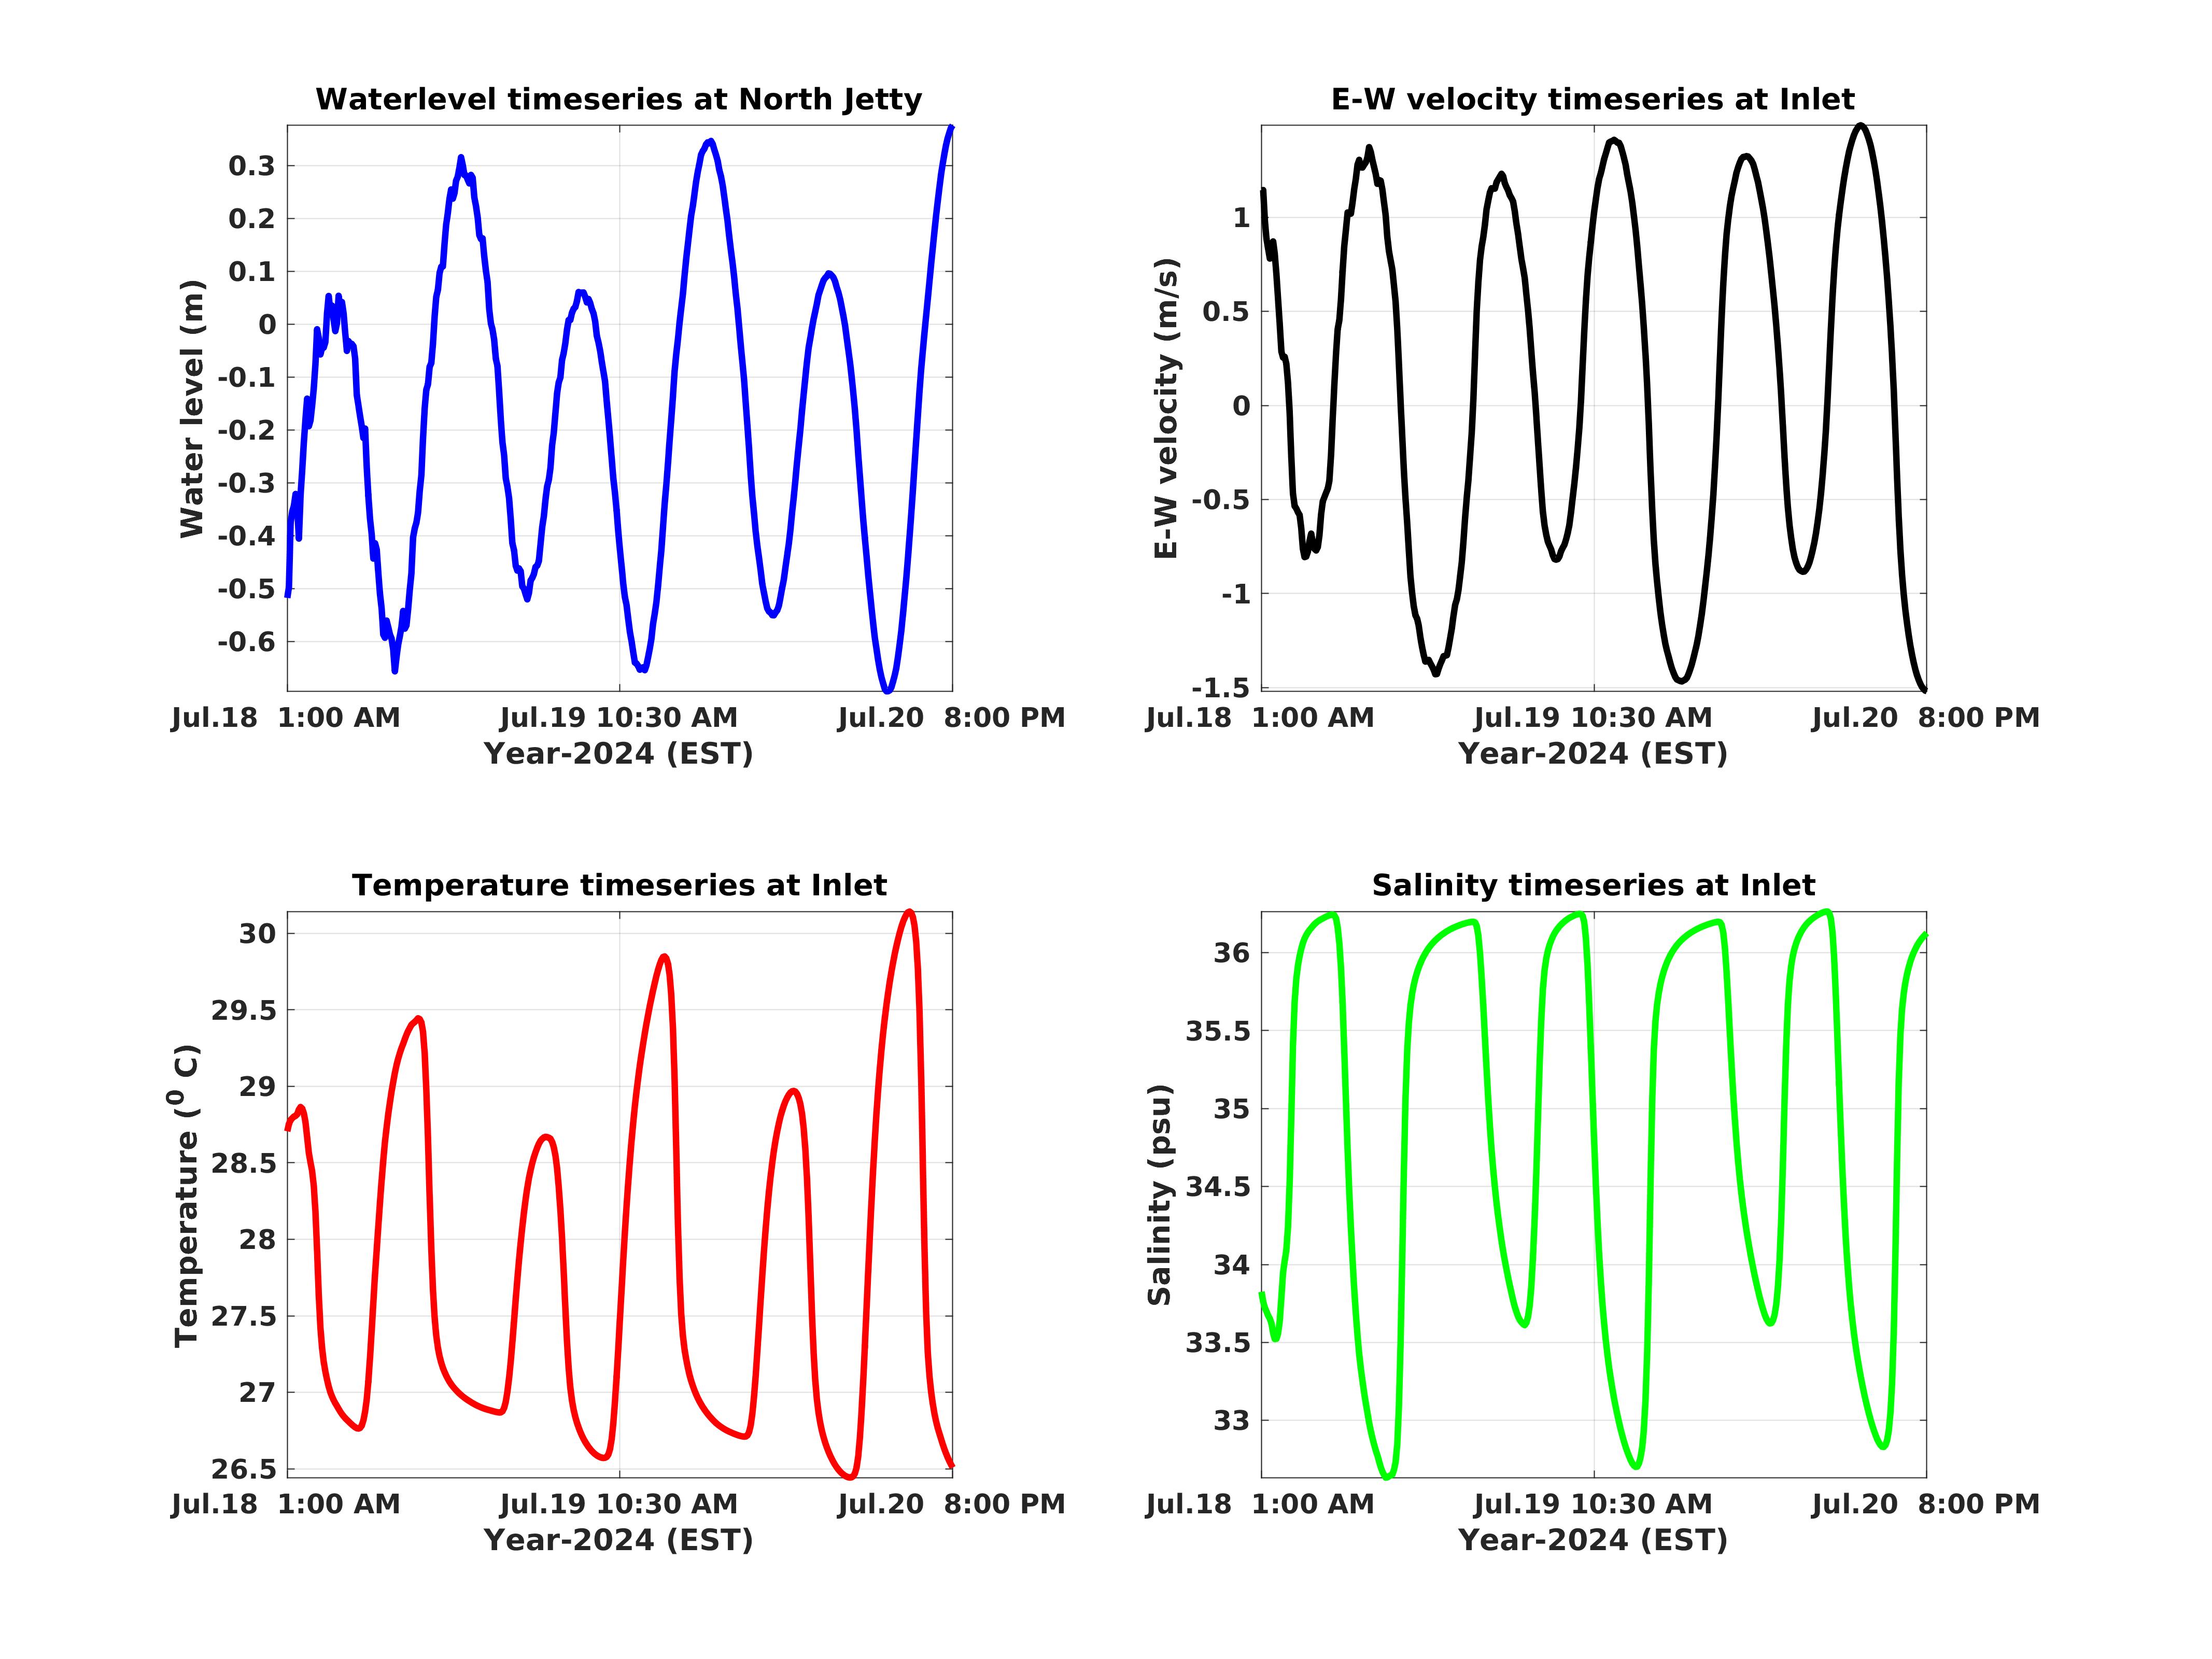 Waterlevel timeseries at North Jetty
Water level (m)
0.3
0.2
0.1
0
-0.1
-0.2
-0.3
-0.4
-0.5
-0.6
Jul.18 1:00 AM
Jul.19 10:30 AM
Jul.20 8:00 PM
Year-2024 (EST)
E-W velocity timeseries at Inlet
E-W velocity (m/s)
1
0.5
0
-0.5
-1
-1.5
Jul.18 1:00 AM
Jul.19 10:30 AM
Jul.20 8:00 PM
Year-2024 (EST)
Temperature timeseries at Inlet
Temperature (⁰ C)
30
29.5
29
28.5
28
27.5
27
26.5
Jul.18 1:00 AM
Jul.19 10:30 AM
Jul.20 8:00 PM
Year-2024 (EST)
Salinity timeseries at Inlet
Salinity (psu)
36
35.5
35
34.5
34
33.5
33
Jul.18 1:00 AM
Jul.19 10:30 AM
Jul.20 8:00 PM
Year-2024 (EST)